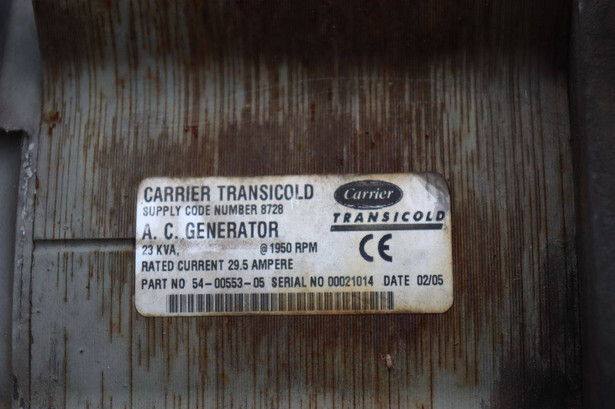 CARRIER TRANSICOLD
SUPPLY CODE NUMBER 8728
Carrier
TRANSICOLD
A. C. GENERATOR
23 KVA, @ 1950 RPM
CE
RATED CURRENT 29.5 AMPERE
PART NO 54-00553-05 SERIAL NO 00021014 DATE 02/05